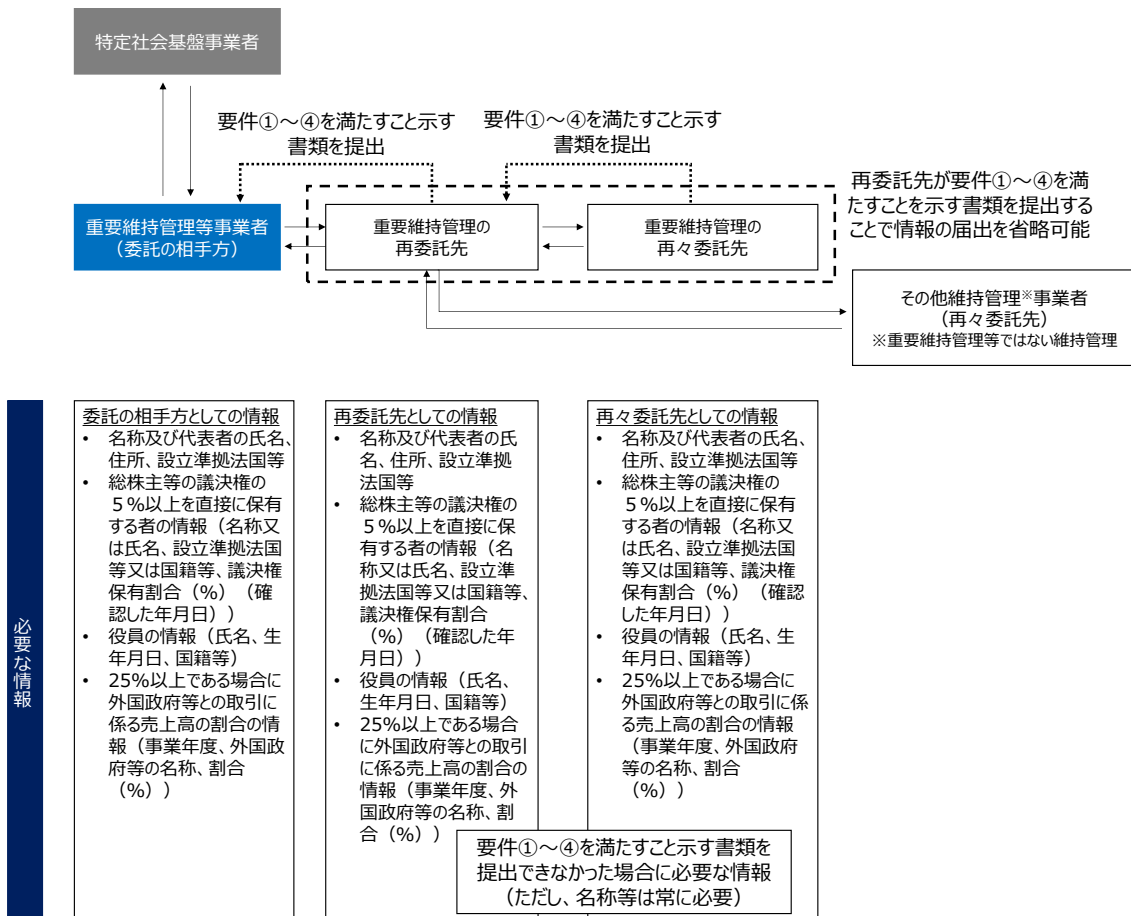 特定社会基盤事業者
要件①～④を満たすこと示す
書類を提出
要件①～④を満たすこと示す
書類を提出
再委託先が要件①～④を満
たすことを示す書類を提出する
ことで情報の届出を省略可能
重要維持管理等事業者
（委託の相手方）
重要維持管理の
再委託先
重要維持管理の
再々委託先
その他維持管理※事業者
（再々委託先）
※重要維持管理等ではない維持管理
必要な情報
委託の相手方としての情報
• 名称及び代表者の氏名、
住所、設立準拠法国等
• 総株主等の議決権の
５%以上を直接に保有
する者の情報（名称又
は氏名、設立準拠法国
等又は国籍等、議決権
保有割合（%）（確
認した年月日））
• 役員の情報（氏名、生
年月日、国籍等）
• 25%以上である場合に
外国政府等との取引に
係る売上高の割合の情
報（事業年度、外国政
府等の名称、割合
（%））
再委託先としての情報
• 名称及び代表者の氏
名、住所、設立準拠
法国等
• 総株主等の議決権の
５%以上を直接に保
有する者の情報（名
称又は氏名、設立準
拠法国等又は国籍等、
議決権保有割合
（%）（確認した年
月日））
• 役員の情報（氏名、
生年月日、国籍等）
• 25%以上である場合
に外国政府等との取引
に係る売上高の割合の
情報（事業年度、外
国政府等の名称、割
合（%））
再々委託先としての情報
• 名称及び代表者の氏名、
住所、設立準拠法国等
• 総株主等の議決権の
５%以上を直接に保有
する者の情報（名称又
は氏名、設立準拠法国
等又は国籍等、議決権
保有割合（%）（確認
した年月日））
• 役員の情報（氏名、生
年月日、国籍等）
• 25%以上である場合に
外国政府等との取引に係
る売上高の割合の情報
（事業年度、外国政府
等の名称、割合
（%））
要件①～④を満たすこと示す書類を
提出できなかった場合に必要な情報
（ただし、名称等は常に必要）